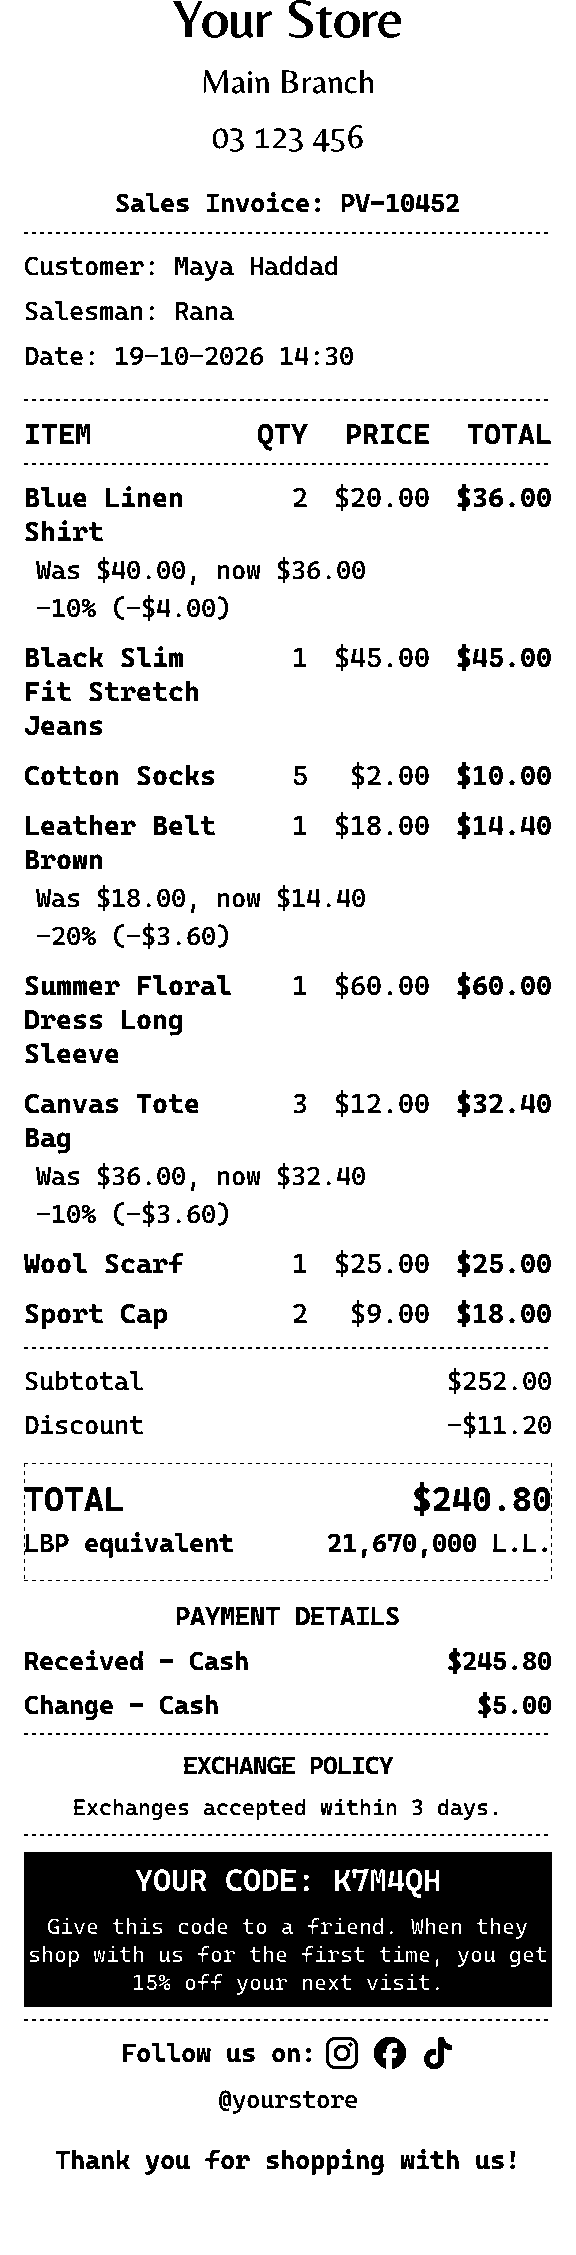 Your Store
Main Branch
03 123 456
Sales Invoice: PV-10452
Customer: Maya Haddad
Salesman: Rana
Date: 19-10-2026 14:30
ITEM QTY PRICE TOTAL
Blue Linen 2 $20.00 $36.00
Shirt
Was $40.00, now $36.00
-10% (-$4.00)
Black Slim 1 $45.00 $45.00
Fit Stretch
Jeans
Cotton Socks 5 $2.00 $10.00
Leather Belt 1 $18.00 $14.40
Brown
Was $18.00, now $14.40
-20% (-$3.60)
Summer Floral 1 $60.00 $60.00
Dress Long
Sleeve
Canvas Tote 3 $12.00 $32.40
Bag
Was $36.00, now $32.40
-10% (-$3.60)
Wool Scarf 1 $25.00 $25.00
Sport Cap 2 $9.00 $18.00
Subtotal $252.00
Discount -$11.20
TOTAL $240.80
LBP equivalent 21,670,000 L.L.
PAYMENT DETAILS
Received - Cash $245.80
Change - Cash $5.00
EXCHANGE POLICY
Exchanges accepted within 3 days.
YOUR CODE: K7M4QH
Give this code to a friend. When they
shop with us for the first time, you get
15% off your next visit.
Follow us on:
@yourstore
Thank you for shopping with us!